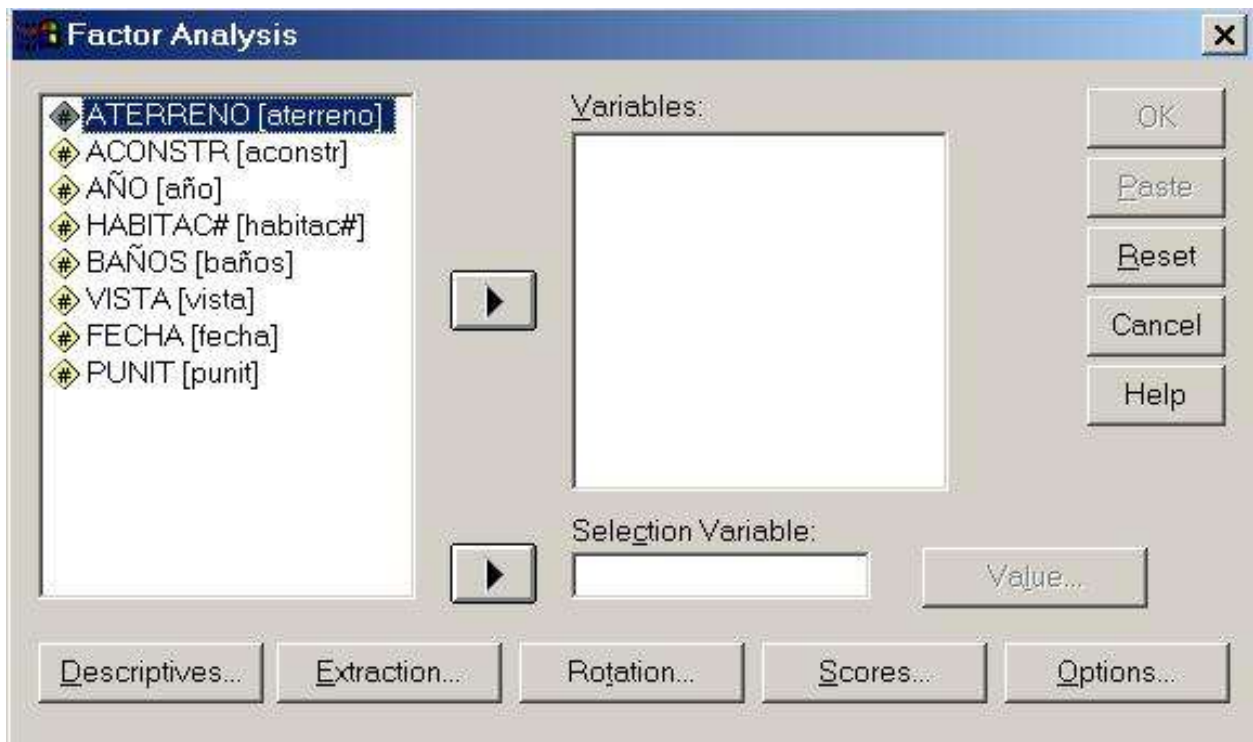 Factor Analysis
ATERRENO [aterreno]
ACONSTR [aconstr]
AÑO [año]
HABITAC# [habitac#]
BAÑOS [baños]
VISTA [vista]
FECHA [fecha]
PUNIT [punit]
Variables:
OK
Paste
Reset
Cancel
Help
Selection Variable:
Value...
Descriptives...
Extraction...
Rotation...
Scores...
Options...